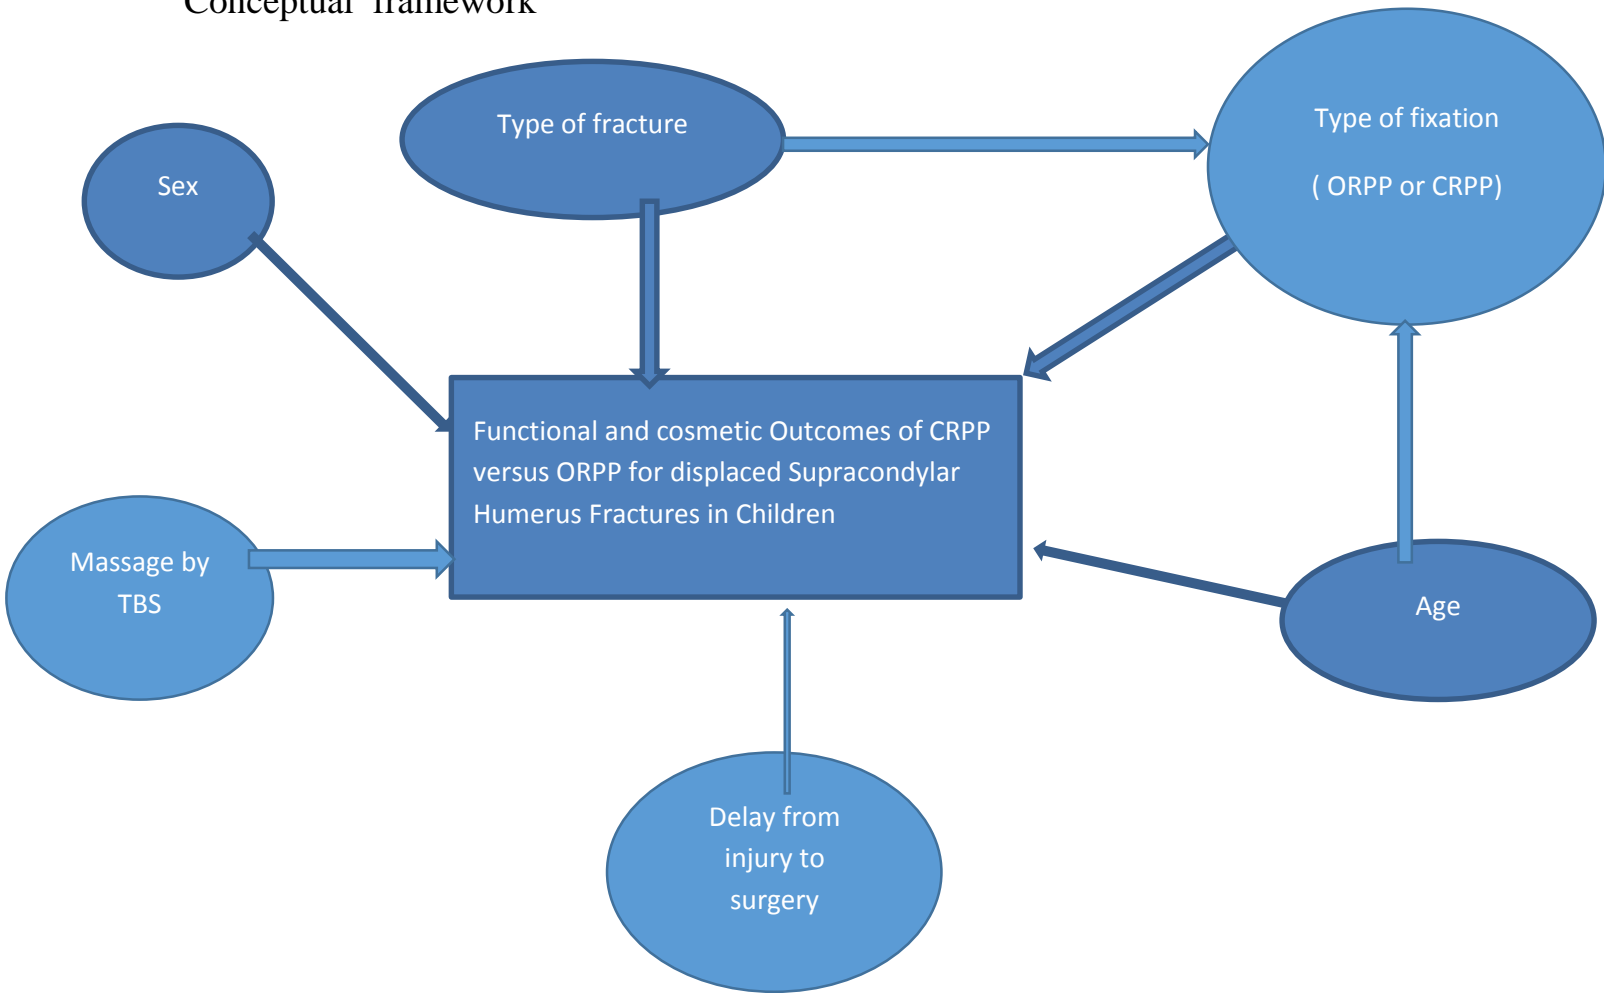 Conceptual framework
Type of fracture
Type of fixation
( ORPP or CRPP)
Sex
Functional and cosmetic Outcomes of CRPP
versus ORPP for displaced Supracondylar
Humerus Fractures in Children
Massage by
TBS
Age
Delay from
injury to
surgery